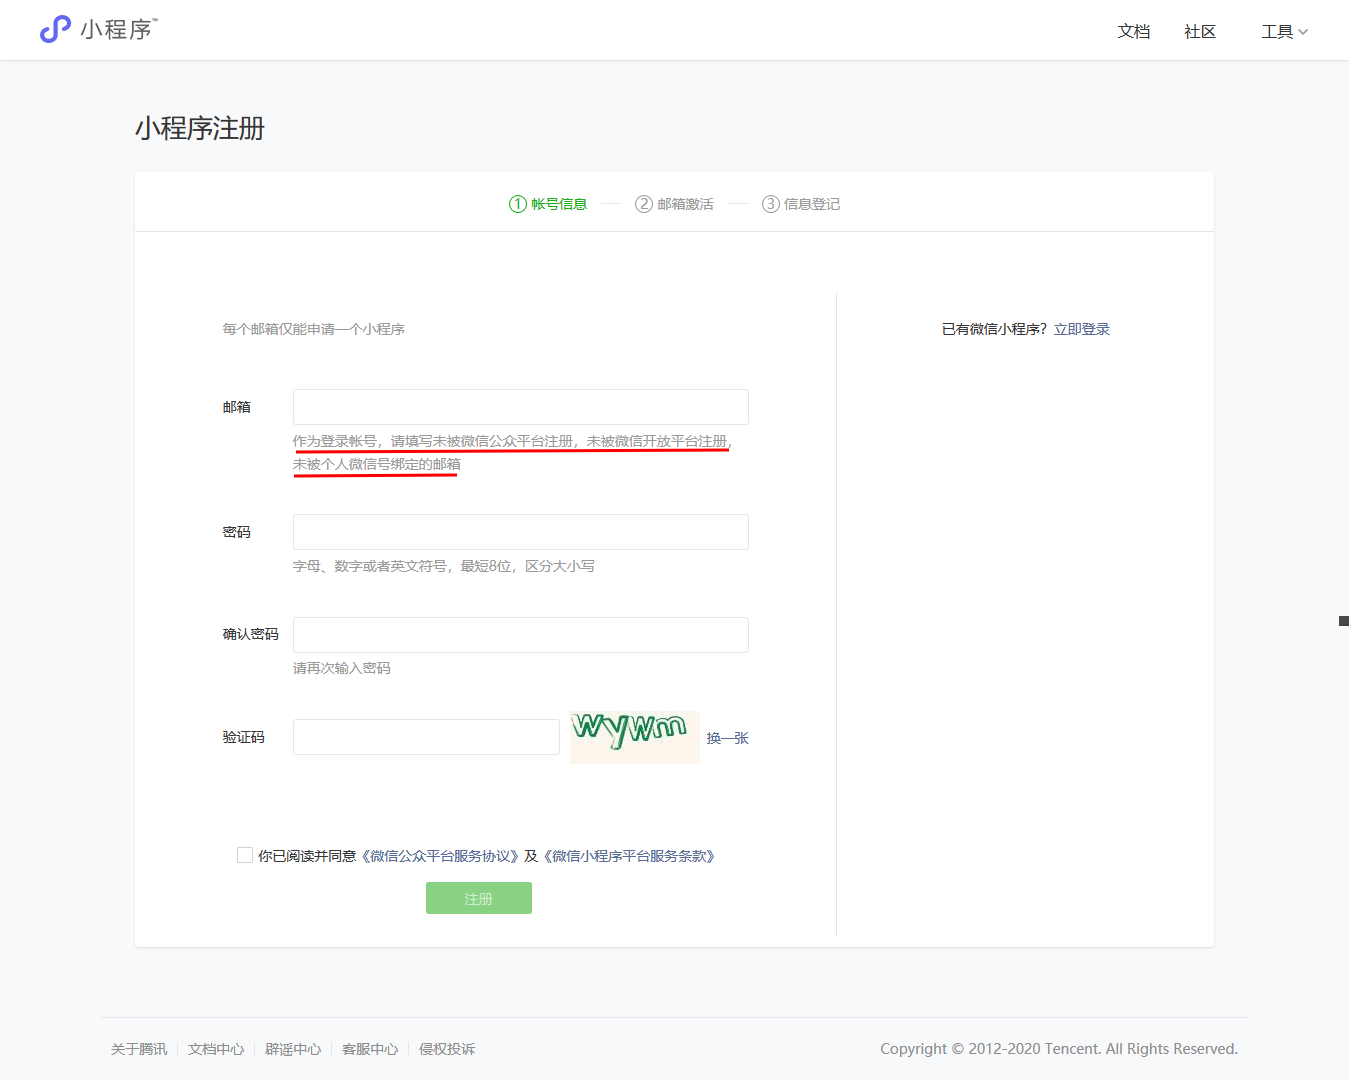 小程序™
文档 社区 工具
小程序注册
1 帐号信息 2 邮箱激活 3 信息登记
每个邮箱仅能申请一个小程序
已有微信小程序？立即登录
邮箱
作为登录帐号，请填写未被微信公众平台注册，未被微信开放平台注册，
未被个人微信号绑定的邮箱
密码
字母、数字或者英文符号，最短8位，区分大小写
确认密码
请再次输入密码
验证码 wywm 换一张
你已阅读并同意《微信公众平台服务协议》及《微信小程序平台服务条款》
注册
关于腾讯 文档中心 辟谣中心 客服中心 侵权投诉
Copyright © 2012-2020 Tencent. All Rights Reserved.